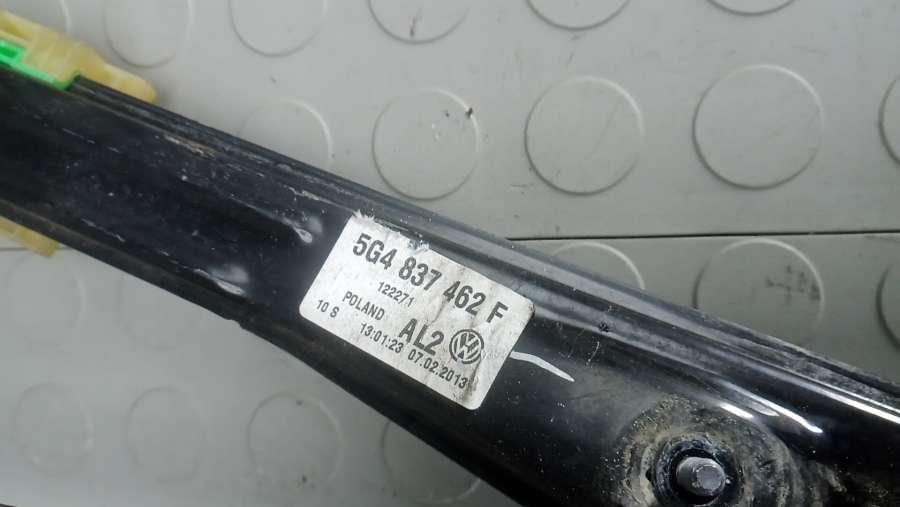 5G4 837 462 F
122271
POLAND AL2
10 S 13:01:23 07.02.2013